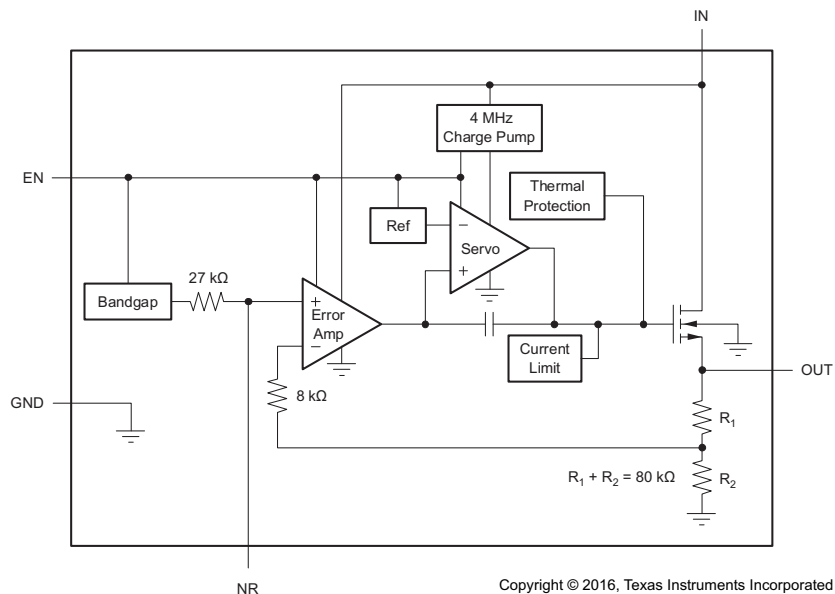 IN
4 MHz
Charge Pump
EN
Thermal
Protection
Ref
−
Servo
+
27 kΩ
Bandgap
+
Error
Amp
−
Current
Limit
OUT
8 kΩ
GND
R1
R1 + R2 = 80 kΩ
R2
NR
Copyright © 2016, Texas Instruments Incorporated